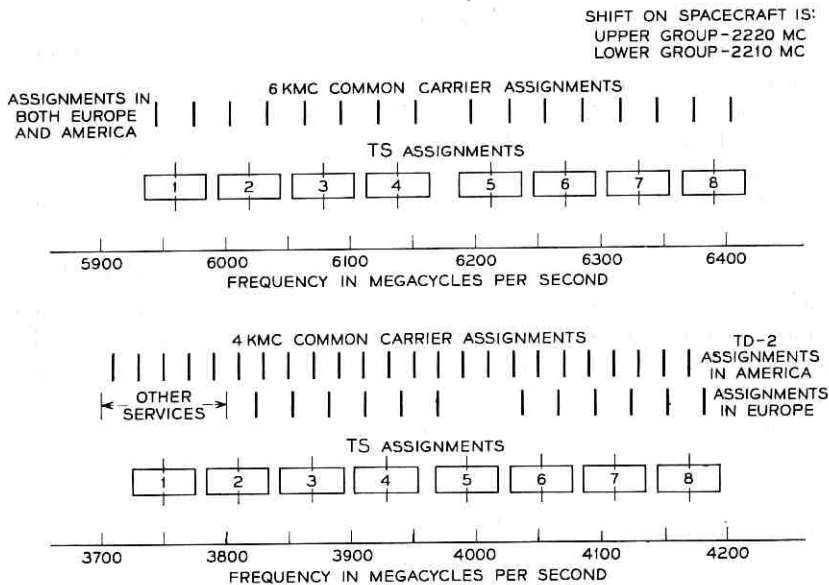 SHIFT ON SPACECRAFT IS:
UPPER GROUP-2220 MC
LOWER GROUP-2210 MC
6 KMC COMMON CARRIER ASSIGNMENTS
ASSIGNMENTS IN
BOTH EUROPE
AND AMERICA
TS ASSIGNMENTS
1 2 3 4 5 6 7 8
5900 6000 6100 6200 6300 6400
FREQUENCY IN MEGACYCLES PER SECOND
4 KMC COMMON CARRIER ASSIGNMENTS
TD-2
ASSIGNMENTS
IN AMERICA
OTHER
SERVICES
ASSIGNMENTS
IN EUROPE
TS ASSIGNMENTS
1 2 3 4 5 6 7 8
3700 3800 3900 4000 4100 4200
FREQUENCY IN MEGACYCLES PER SECOND